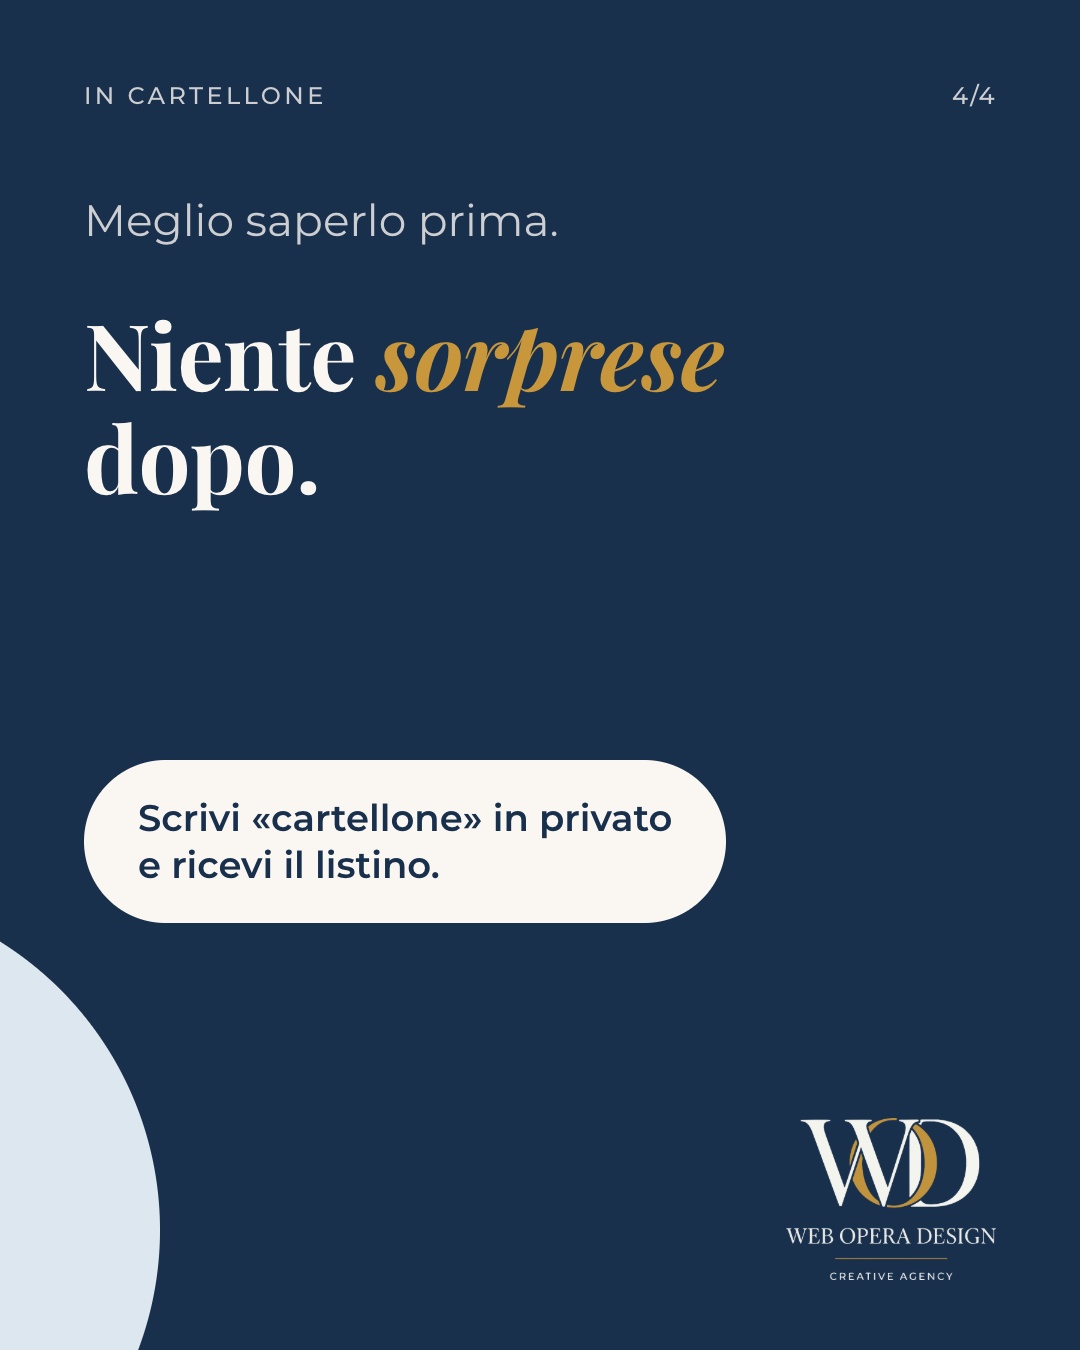 IN CARTELLONE
4/4
Meglio saperlo prima.
Niente sorprese
dopo.
Scrivi «cartellone» in privato
e ricevi il listino.
WOD
WEB OPERA DESIGN
CREATIVE AGENCY